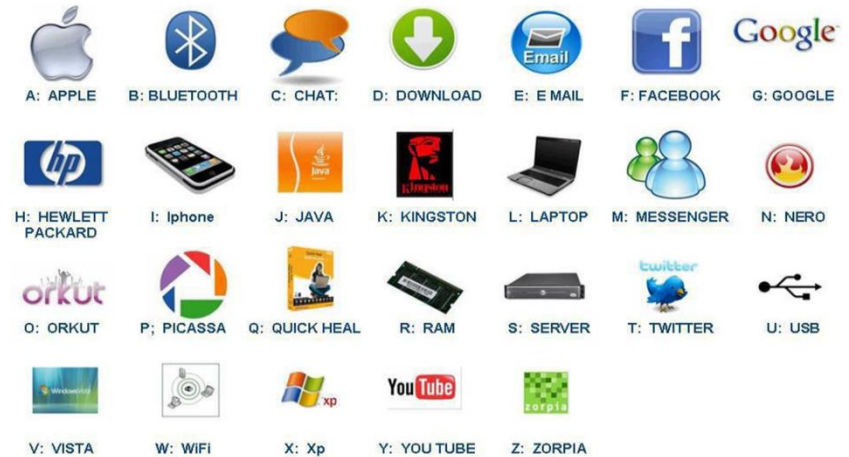 Email
f
Google
A: APPLE
B: BLUETOOTH
C: CHAT:
D: DOWNLOAD
E: E MAIL
F: FACEBOOK
G: GOOGLE
hp
Java
Kingston
H: HEWLETT
PACKARD
I: Iphone
J: JAVA
K: KINGSTON
L: LAPTOP
M: MESSENGER
N: NERO
orkut
twitter
O: ORKUT
P; PICASSA
Q: QUICK HEAL
R: RAM
S: SERVER
T: TWITTER
U: USB
xp
You Tube
zorpia
V: VISTA
W: WiFi
X: Xp
Y: YOU TUBE
Z: ZORPIA